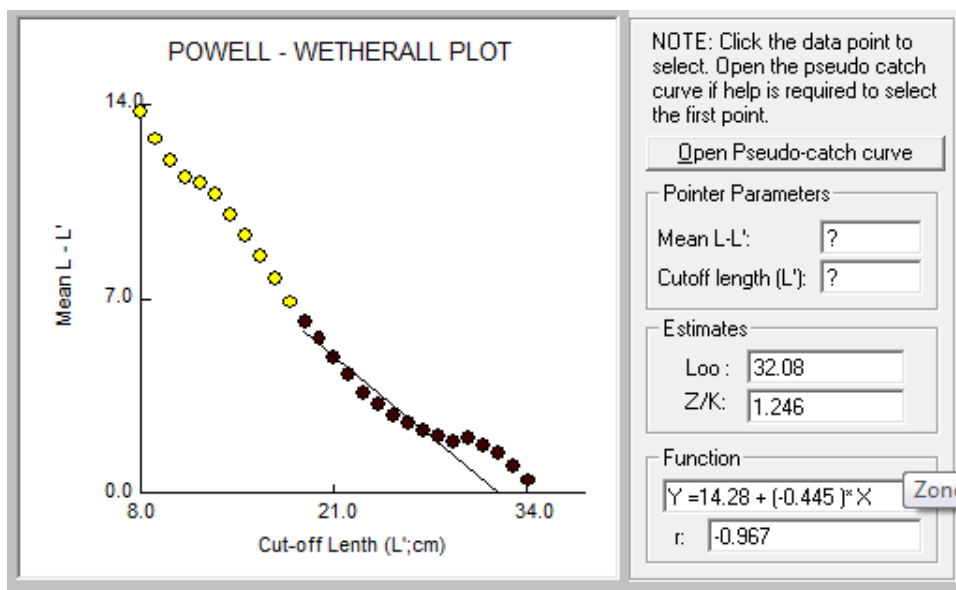 POWELL - WETHERALL PLOT
14.0
7.0
0.0
Mean L - L'
8.0
21.0
34.0
Cut-off Lenth (L';cm)
NOTE: Click the data point to
select. Open the pseudo catch
curve if help is required to select
the first point.
Open Pseudo-catch curve
Pointer Parameters
Mean L-L': ?
Cutoff length (L'): ?
Estimates
Loo : 32.08
Z/K: 1.246
Function
Y =14.28 + (-0.445 )* X
r: -0.967